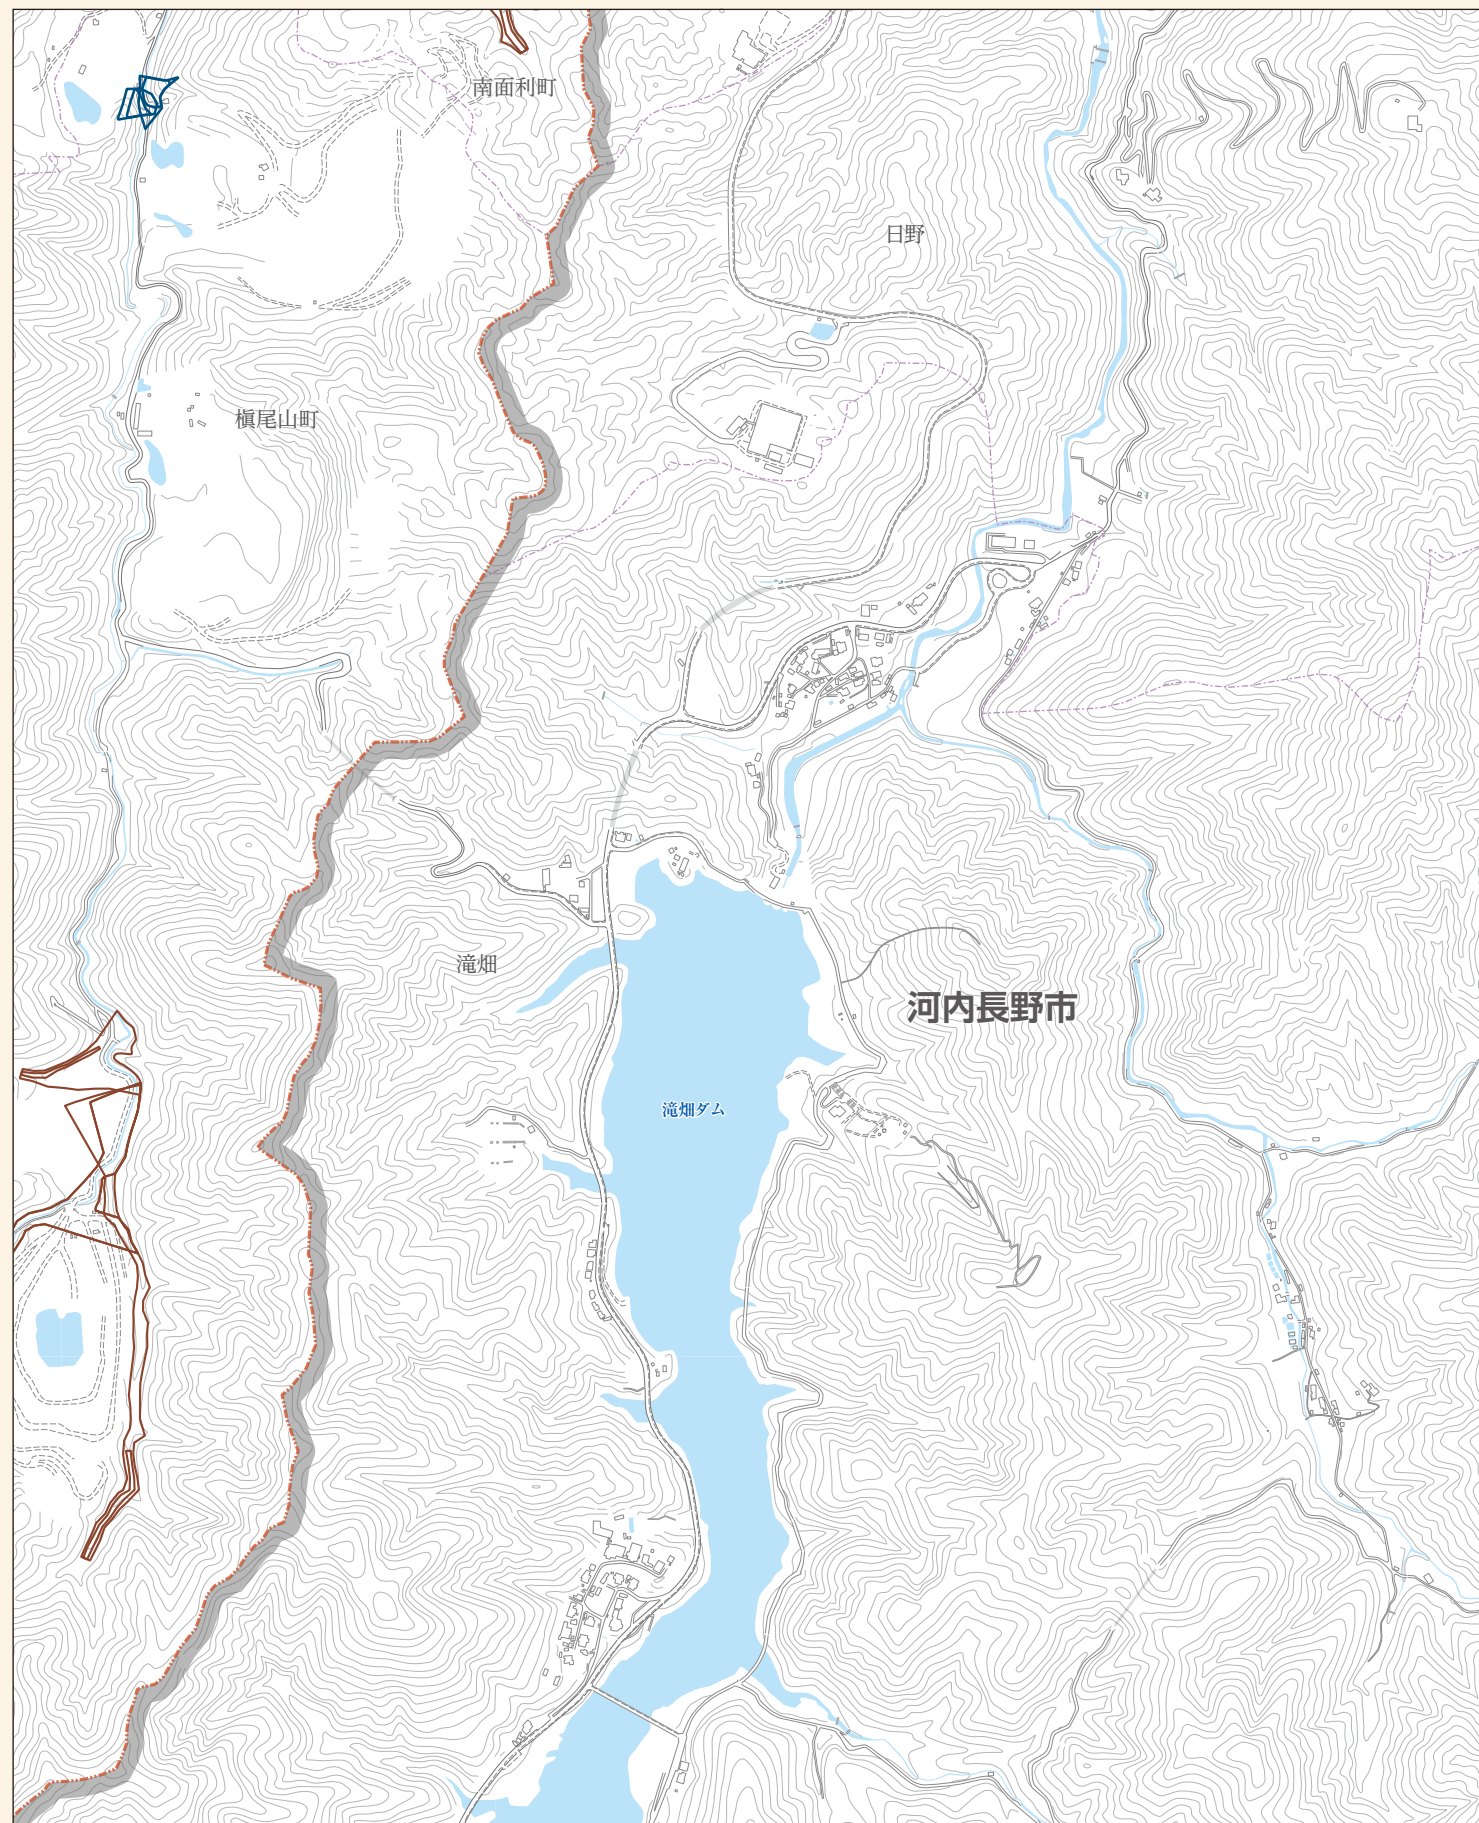 南面利町
日野
槇尾山町
滝畑
河内長野市
滝畑ダム